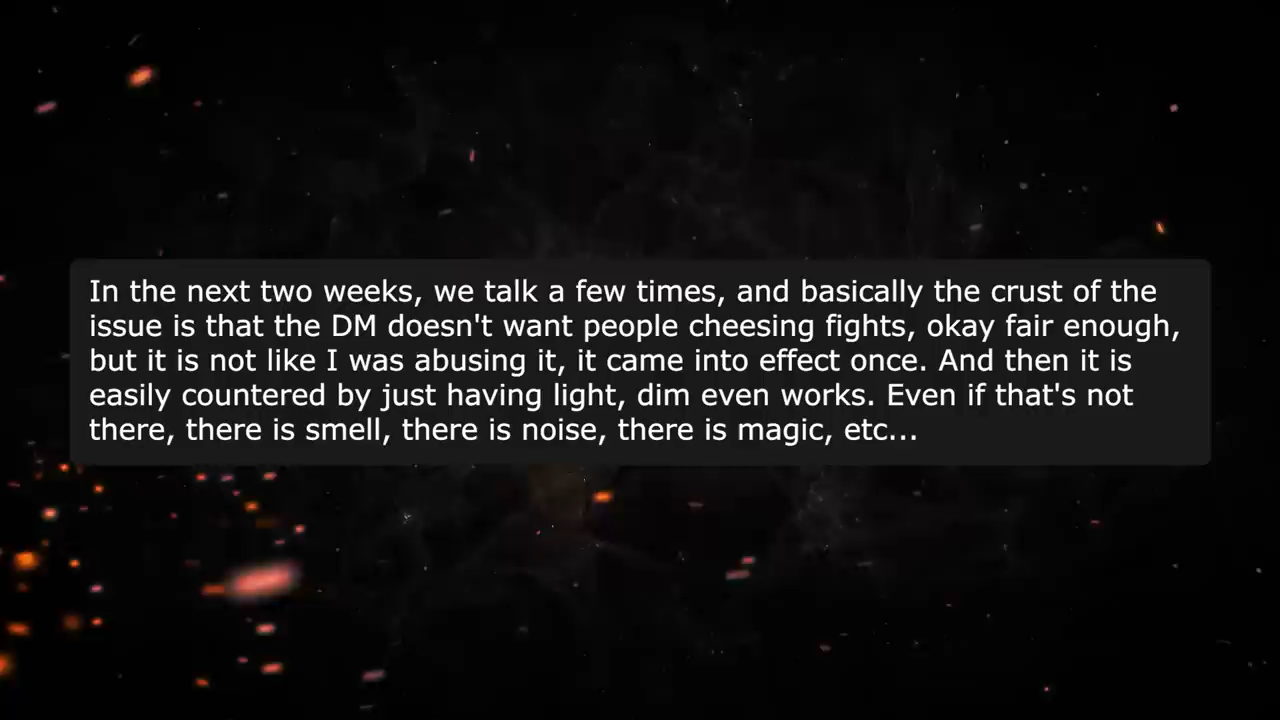 In the next two weeks, we talk a few times, and basically the crust of the
issue is that the DM doesn't want people cheesing fights, okay fair enough,
but it is not like I was abusing it, it came into effect once. And then it is
easily countered by just having light, dim even works. Even if that's not
there, there is smell, there is noise, there is magic, etc...